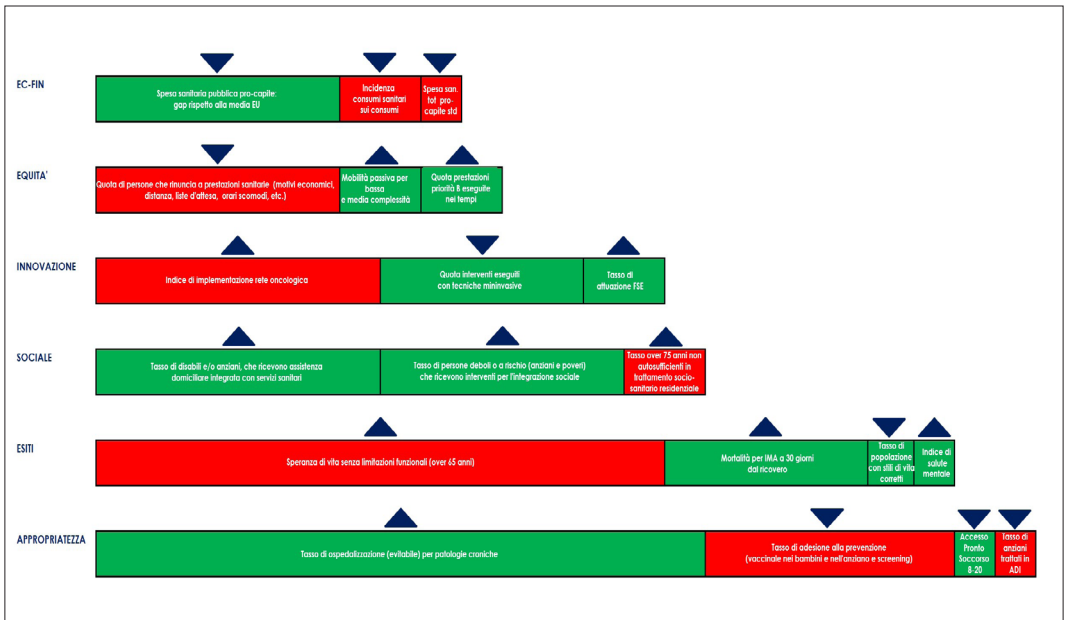 EC-FIN
Spesa sanitaria pubblica pro-capite:
gap rispetto alla media EU
Incidenza
consumi sanitari
sui consumi
Spesa san.
tot pro-
capite std
EQUITA'
Quota di persone che rinuncia a prestazioni sanitarie (motivi economici,
distanza, liste d'attesa, orari scomodi, etc.)
Mobilità passiva per
bassa
e media complessità
Quota prestazioni
priorità B eseguite
nei tempi
INNOVAZIONE
Indice di implementazione rete oncologica
Quota interventi eseguiti
con tecniche mininvasive
Tasso di
attuazione FSE
SOCIALE
Tasso di disabili e/o anziani, che ricevono assistenza
domiciliare integrata con servizi sanitari
Tasso di persone deboli o a rischio (anziani e poveri)
che ricevono interventi per l'integrazione sociale
Tasso over 75 anni non
autosufficienti in
trattamento socio-
sanitario residenziale
ESITI
Speranza di vita senza limitazioni funzionali (over 65 anni)
Mortalità per IMA a 30 giorni
dal ricovero
Tasso di
popolazione
con stili di vita
corretti
Indice di
salute
mentale
APPROPRIATEZZA
Tasso di ospedalizzazione (evitabile) per patologie croniche
Tasso di adesione alla prevenzione
(vaccinale nei bambini e nell'anziano e screening)
Accesso
Pronto
Soccorso
8-20
Tasso di
anziani
trattati in
ADI